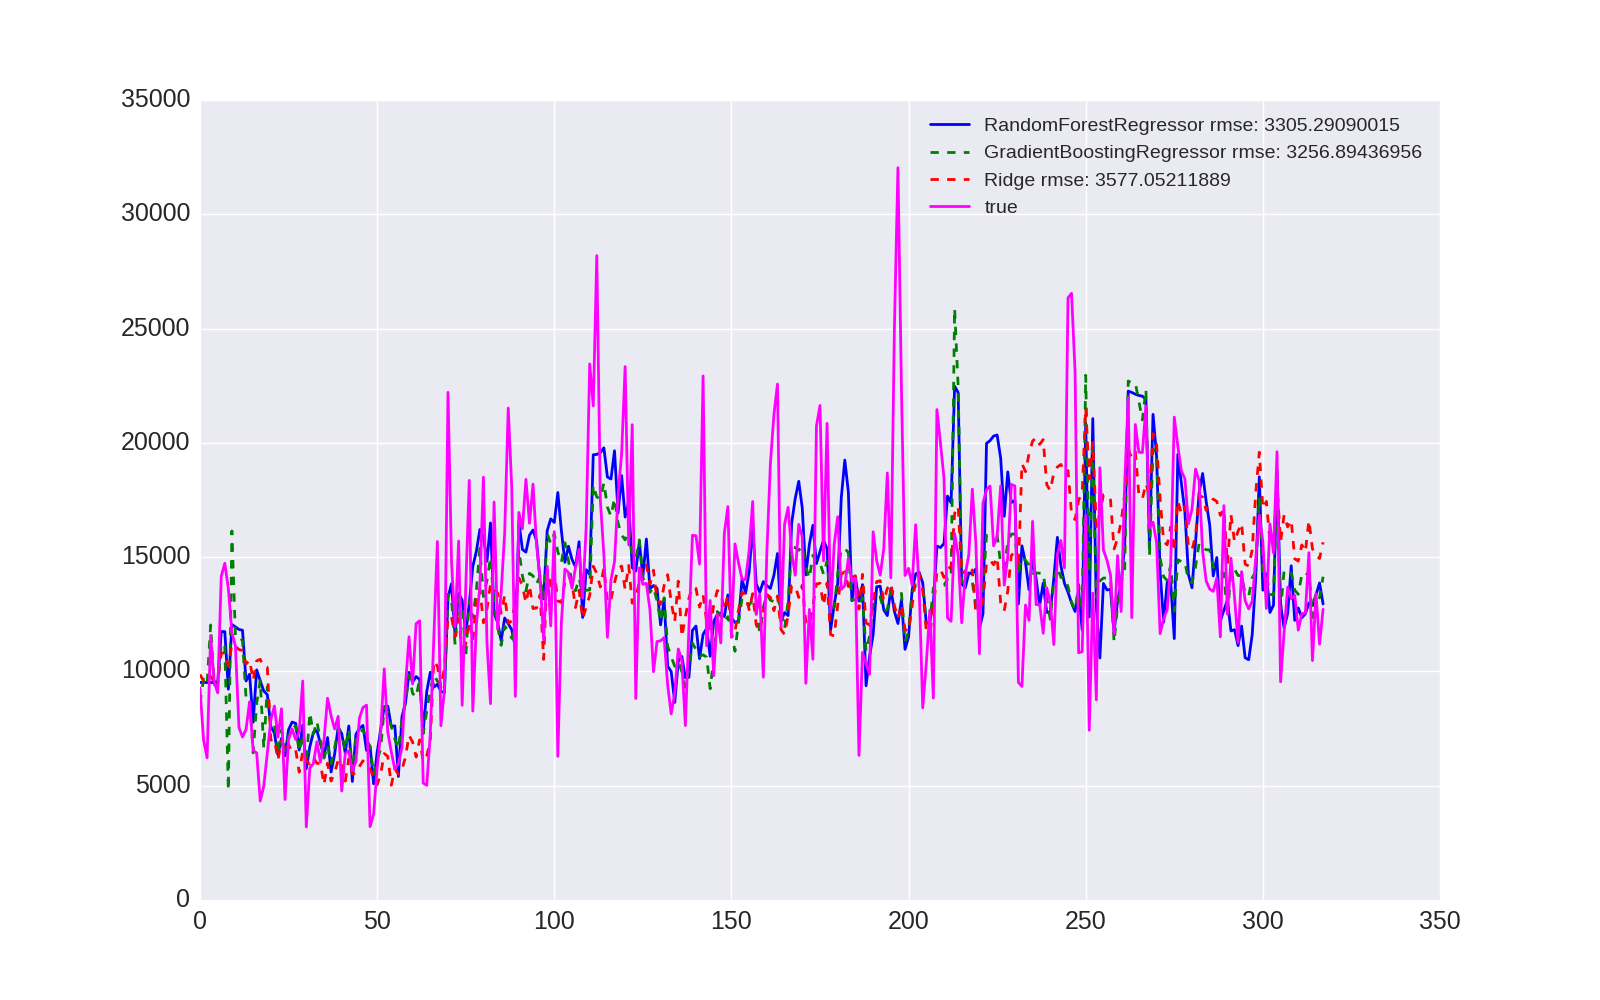 35000
30000
25000
20000
15000
10000
5000
0
0 50 100 150 200 250 300 350
RandomForestRegressor rmse: 3305.29090015
GradientBoostingRegressor rmse: 3256.89436956
Ridge rmse: 3577.05211889
true